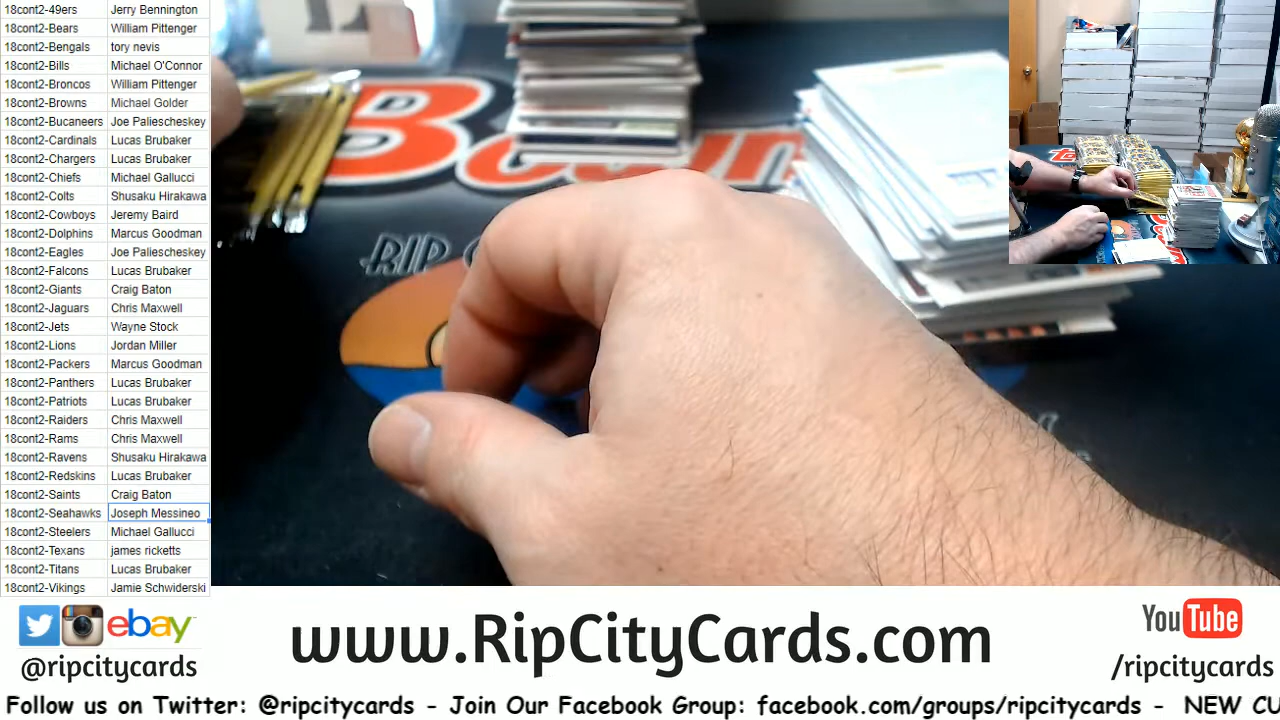 18cont2-49ers Jerry Bennington
18cont2-Bears William Pittenger
18cont2-Bengals tory nevis
18cont2-Bills Michael O'Connor
18cont2-Broncos William Pittenger
18cont2-Browns Michael Golder
18cont2-Bucaneers Joe Paliescheskey
18cont2-Cardinals Lucas Brubaker
18cont2-Chargers Lucas Brubaker
18cont2-Chiefs Michael Gallucci
18cont2-Colts Shusaku Hirakawa
18cont2-Cowboys Jeremy Baird
18cont2-Dolphins Marcus Goodman
18cont2-Eagles Joe Paliescheskey
18cont2-Falcons Lucas Brubaker
18cont2-Giants Craig Baton
18cont2-Jaguars Chris Maxwell
18cont2-Jets Wayne Stock
18cont2-Lions Jordan Miller
18cont2-Packers Marcus Goodman
18cont2-Panthers Lucas Brubaker
18cont2-Patriots Lucas Brubaker
18cont2-Raiders Chris Maxwell
18cont2-Rams Chris Maxwell
18cont2-Ravens Shusaku Hirakawa
18cont2-Redskins Lucas Brubaker
18cont2-Saints Craig Baton
18cont2-Seahawks Joseph Messineo
18cont2-Steelers Michael Gallucci
18cont2-Texans james ricketts
18cont2-Titans Lucas Brubaker
18cont2-Vikings Jamie Schwiderski
RIP
ebay
@ripcitycards
www.RipCityCards.com
YouTube
/ripcitycards
Follow us on Twitter: @ripcitycards - Join Our Facebook Group: facebook.com/groups/ripcitycards - NEW CU